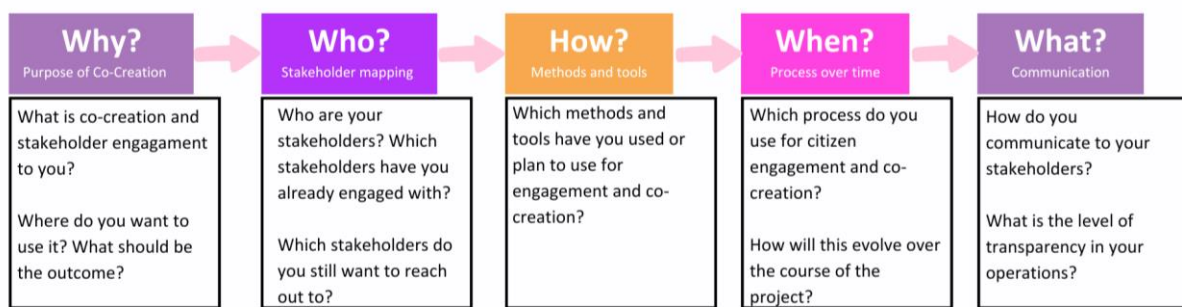 Why?
Purpose of Co-Creation
What is co-creation and
stakeholder engagament
to you?
Where do you want to
use it? What should be
the outcome?
Who?
Stakeholder mapping
Who are your
stakeholders? Which
stakeholders have you
already engaged with?
Which stakeholders do
you still want to reach
out to?
How?
Methods and tools
Which methods and
tools have you used or
plan to use for
engagement and co-
creation?
When?
Process over time
Which process do you
use for citizen
engagement and co-
creation?
How will this evolve over
the course of the
project?
What?
Communication
How do you
communicate to your
stakeholders?
What is the level of
transparency in your
operations?